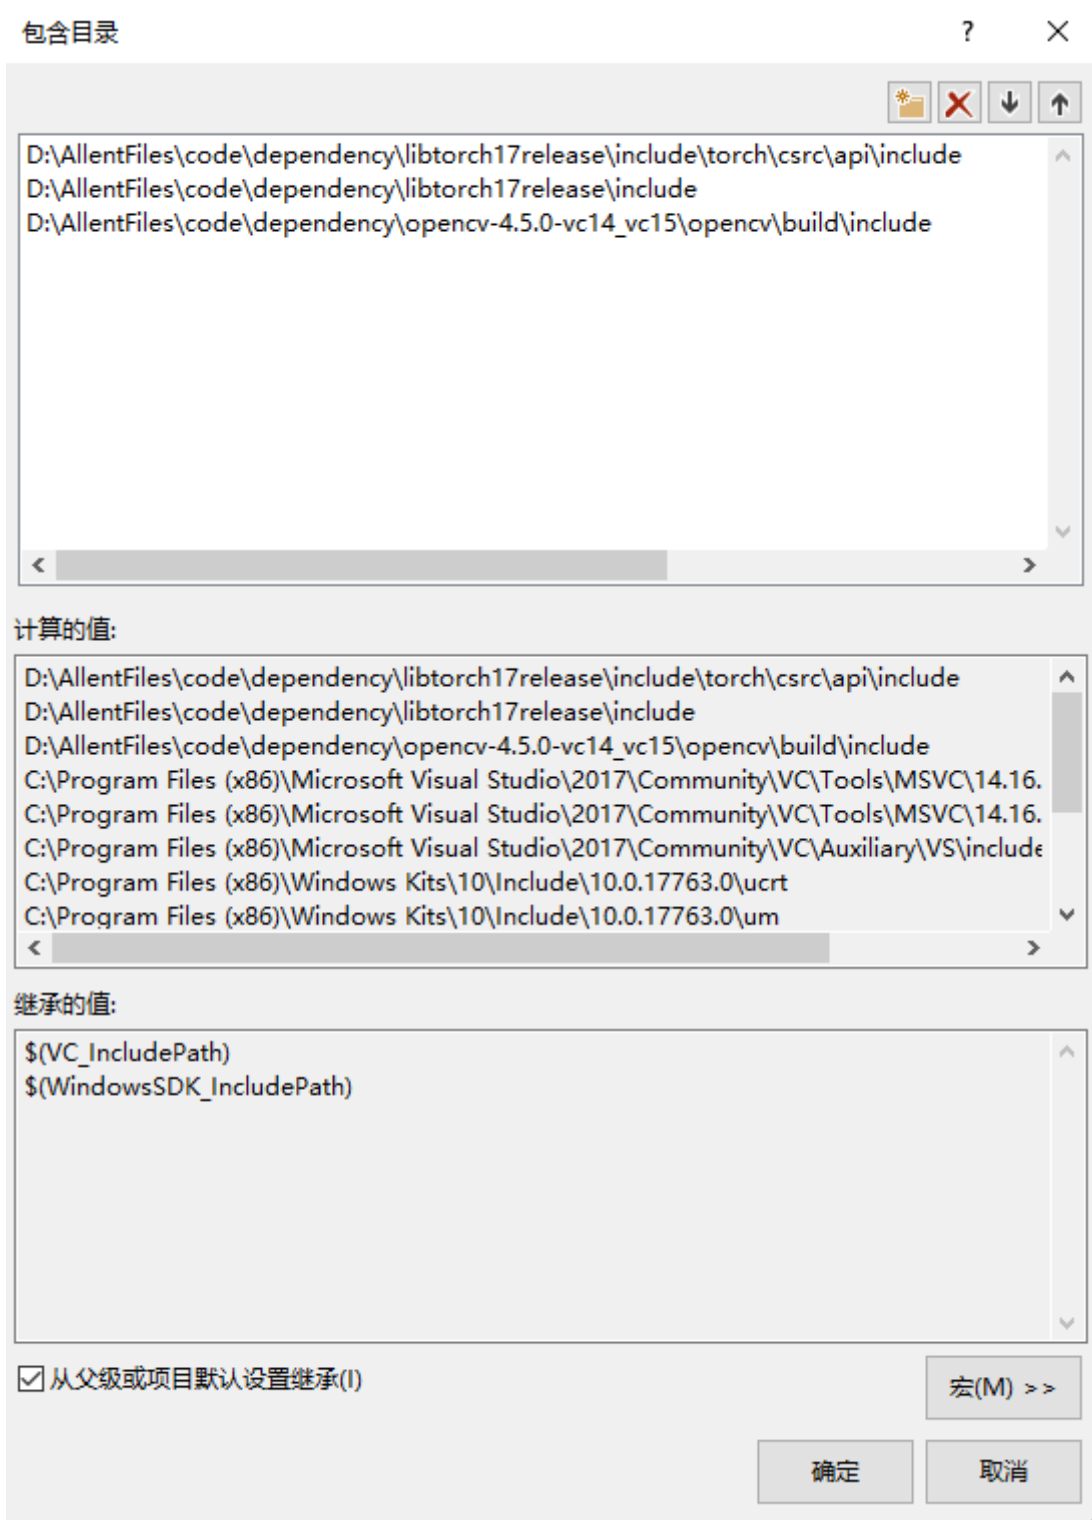 包含目录
?
D:\AllentFiles\code\dependency\libtorch17release\include\torch\csrc\api\include
D:\AllentFiles\code\dependency\libtorch17release\include
D:\AllentFiles\code\dependency\opencv-4.5.0-vc14_vc15\opencv\build\include
计算的值:
D:\AllentFiles\code\dependency\libtorch17release\include\torch\csrc\api\include
D:\AllentFiles\code\dependency\libtorch17release\include
D:\AllentFiles\code\dependency\opencv-4.5.0-vc14_vc15\opencv\build\include
C:\Program Files (x86)\Microsoft Visual Studio\2017\Community\VC\Tools\MSVC\14.16.
C:\Program Files (x86)\Microsoft Visual Studio\2017\Community\VC\Tools\MSVC\14.16.
C:\Program Files (x86)\Microsoft Visual Studio\2017\Community\VC\Auxiliary\VS\include
C:\Program Files (x86)\Windows Kits\10\Include\10.0.17763.0\ucrt
C:\Program Files (x86)\Windows Kits\10\Include\10.0.17763.0\um
继承的值:
$(VC_IncludePath)
$(WindowsSDK_IncludePath)
从父级或项目默认设置继承(I)
宏(M) >>
确定
取消